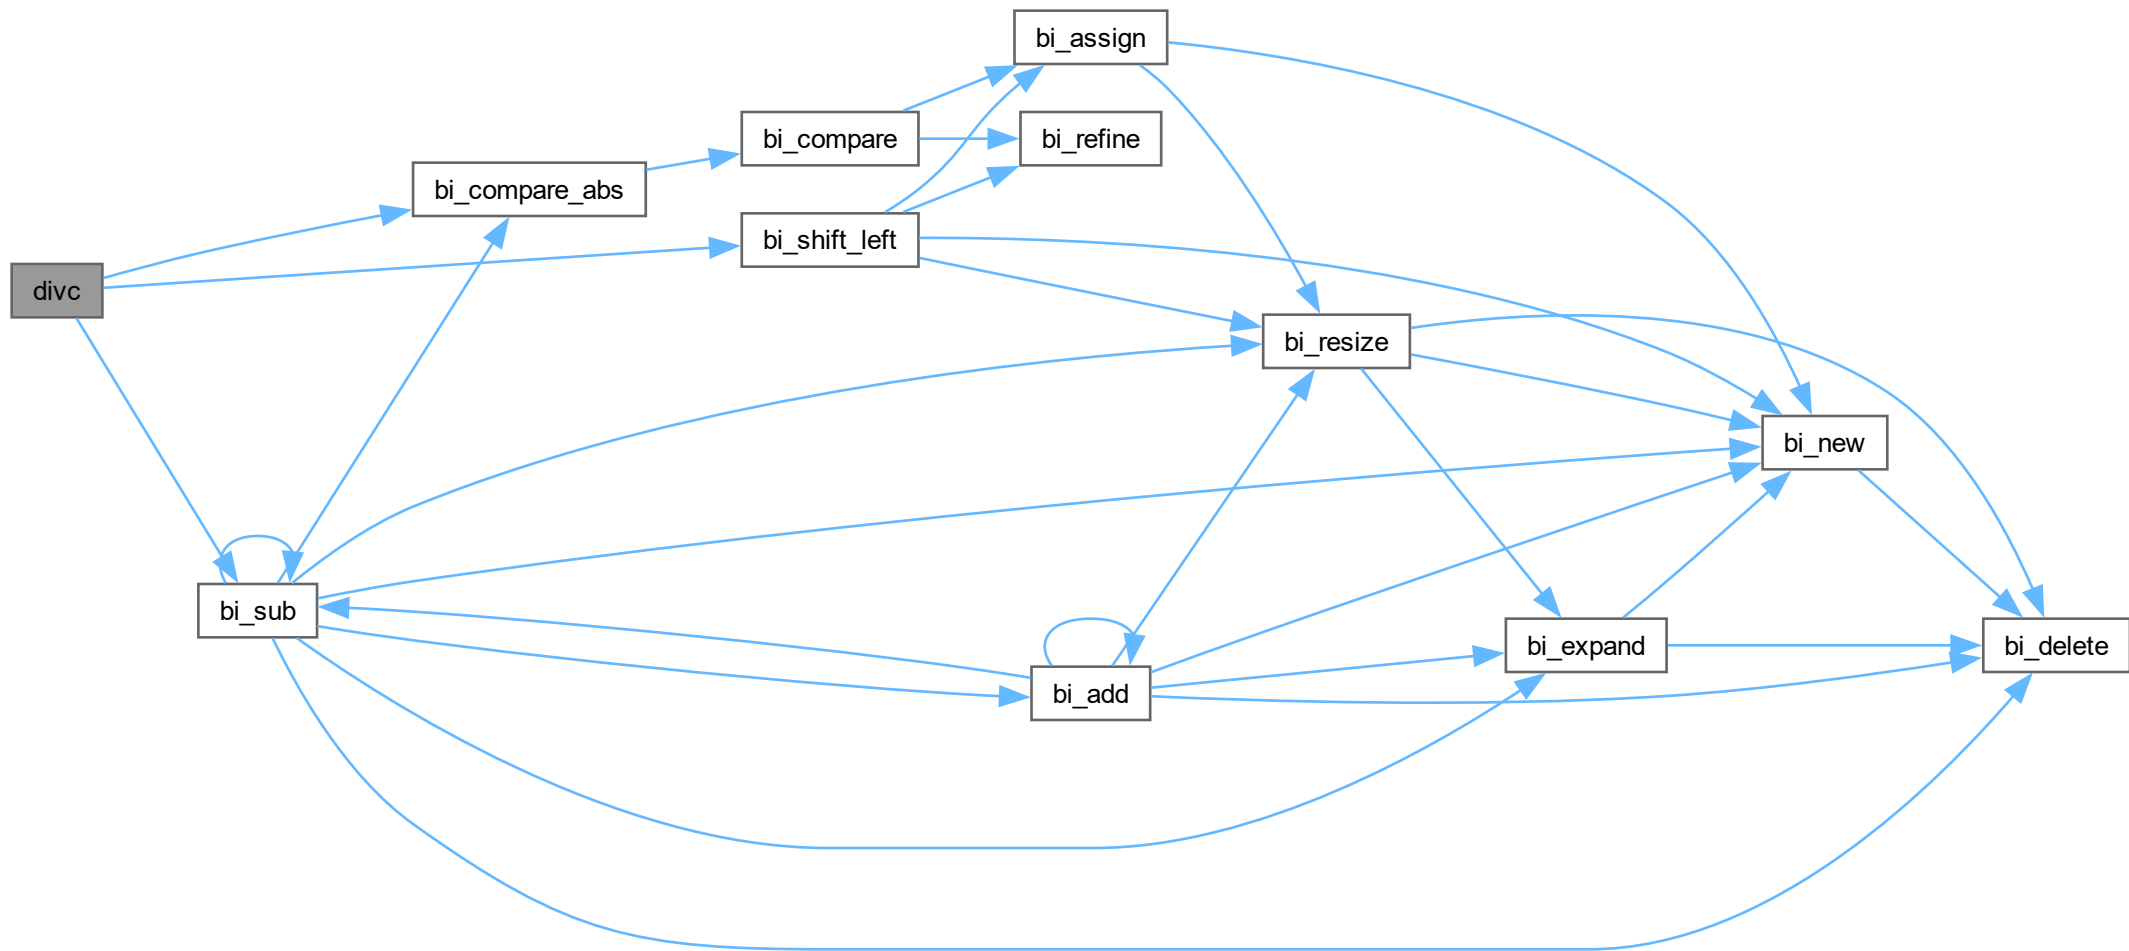 bi_assign
bi_compare
bi_refine
bi_compare_abs
bi_shift_left
divc
bi_resize
bi_new
bi_sub
bi_expand
bi_delete
bi_add